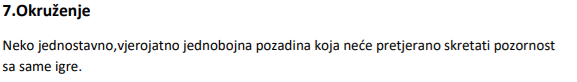 7.Okruženje
Neko jednostavno,vjerojatno jednobojna pozadina koja neće pretjerano skretati pozornost
sa same igre.